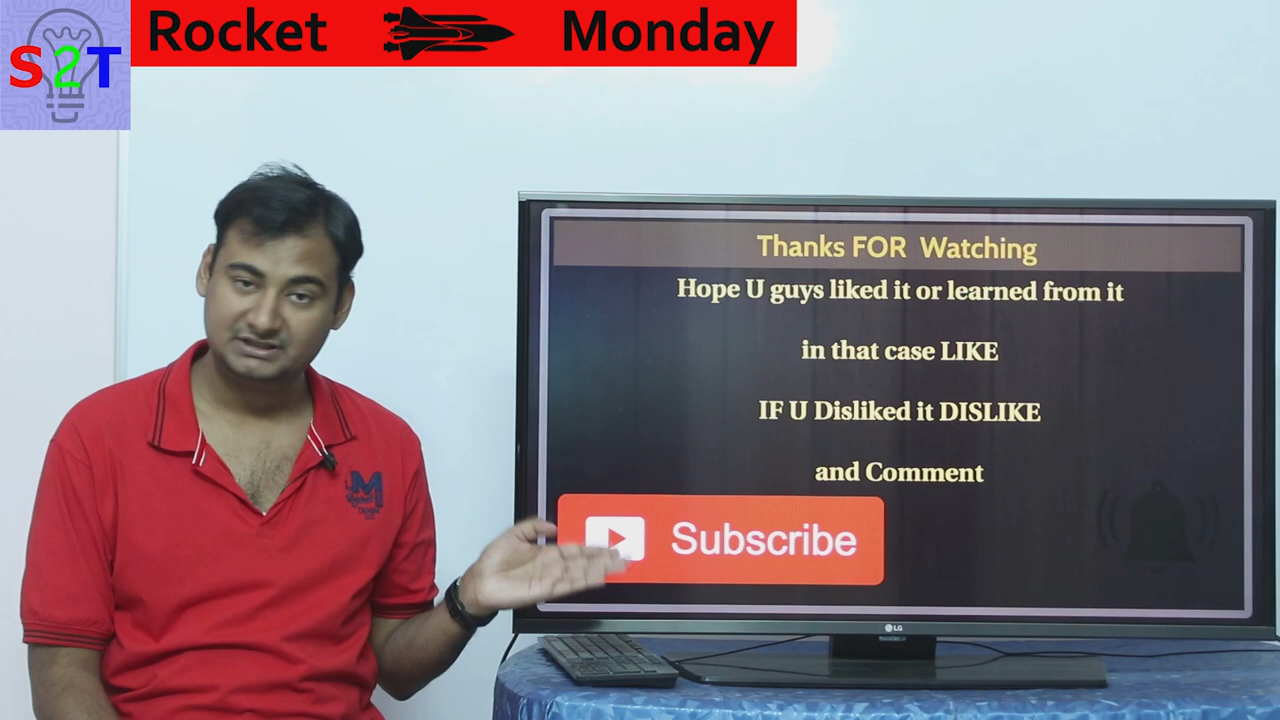 S2T
Rocket Monday
Thanks FOR Watching
Hope U guys liked it or learned from it
in that case LIKE
IF U Disliked it DISLIKE
and Comment
Subscribe
M
LG